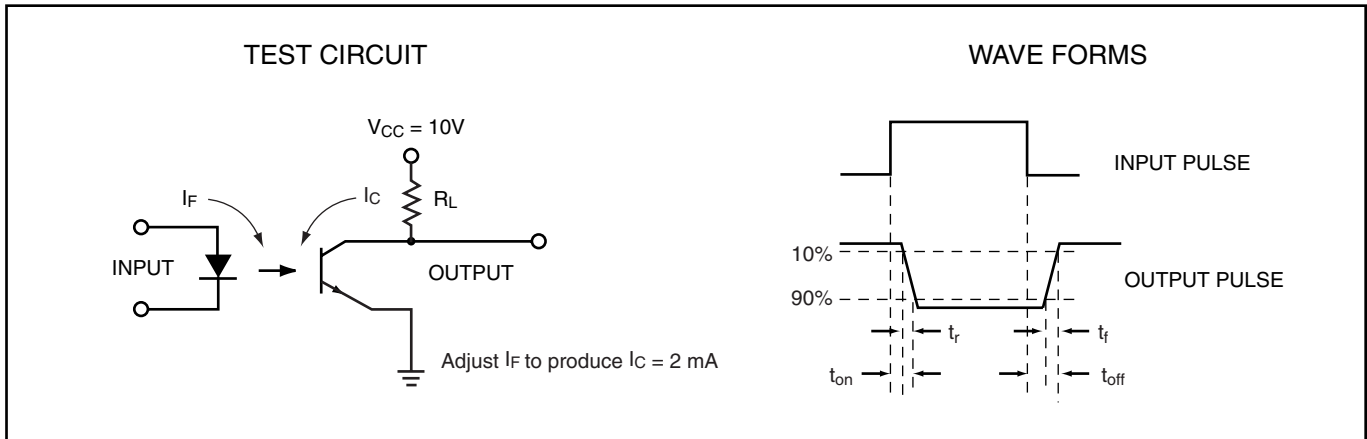 TEST CIRCUIT
VCC = 10V
IF
IC
RL
INPUT
OUTPUT
Adjust IF to produce IC = 2 mA
WAVE FORMS
INPUT PULSE
10%
OUTPUT PULSE
90%
tr
tf
ton
toff